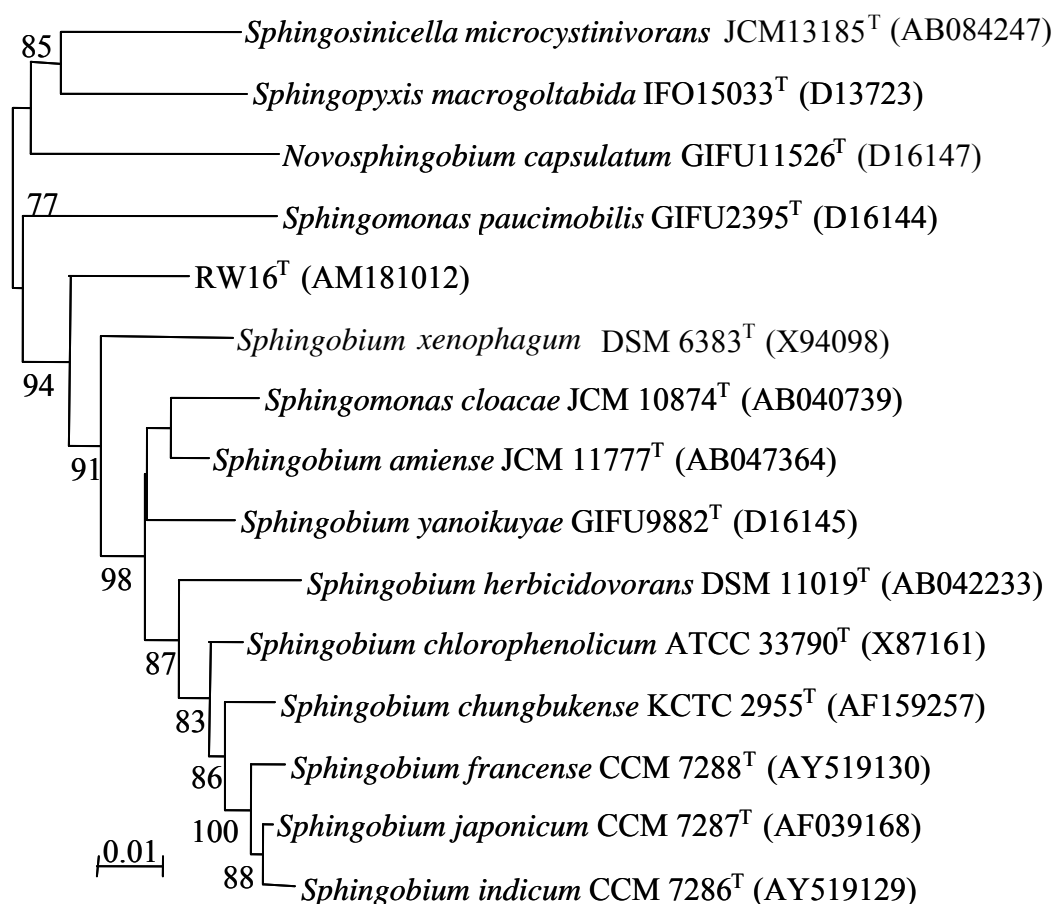 85
Sphingosinicella microcystinivorans JCM13185ᵀ (AB084247)
Sphingopyxis macrogoltabida IFO15033ᵀ (D13723)
Novosphingobium capsulatum GIFU11526ᵀ (D16147)
77
Sphingomonas paucimobilis GIFU2395ᵀ (D16144)
RW16ᵀ (AM181012)
Sphingobium xenophagum DSM 6383ᵀ (X94098)
94
Sphingomonas cloacae JCM 10874ᵀ (AB040739)
Sphingobium amiense JCM 11777ᵀ (AB047364)
91
Sphingobium yanoikuyae GIFU9882ᵀ (D16145)
98
Sphingobium herbicidovorans DSM 11019ᵀ (AB042233)
Sphingobium chlorophenolicum ATCC 33790ᵀ (X87161)
87
Sphingobium chungbukense KCTC 2955ᵀ (AF159257)
83
Sphingobium francense CCM 7288ᵀ (AY519130)
86
Sphingobium japonicum CCM 7287ᵀ (AF039168)
100
0.01
88
Sphingobium indicum CCM 7286ᵀ (AY519129)